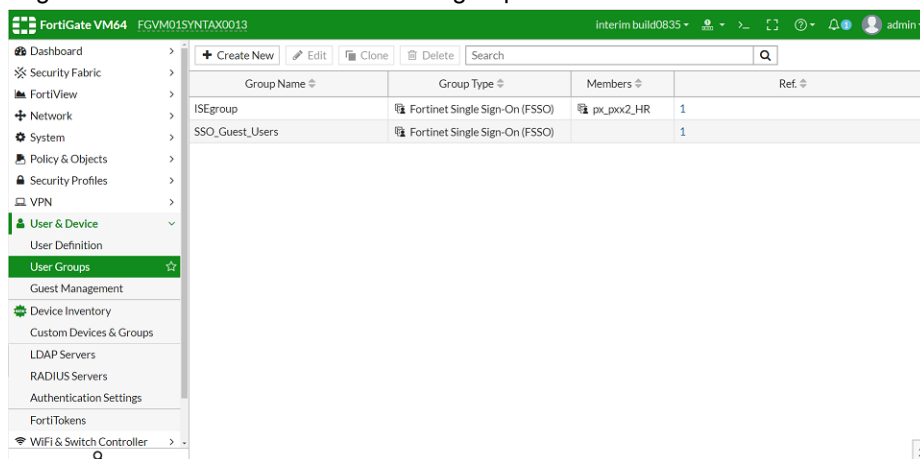 FortiGate VM64 FGVM01SYNTAX0013 interim build0835 admin
Dashboard
Security Fabric
FortiView
Network
System
Policy & Objects
Security Profiles
VPN
User & Device
User Definition
User Groups
Guest Management
Device Inventory
Custom Devices & Groups
LDAP Servers
RADIUS Servers
Authentication Settings
FortiTokens
WiFi & Switch Controller
Create New Edit Clone Delete Search
Group Name Group Type Members Ref.
ISEgroup Fortinet Single Sign-On (FSSO) px_pxx2_HR 1
SSO_Guest_Users Fortinet Single Sign-On (FSSO) 1